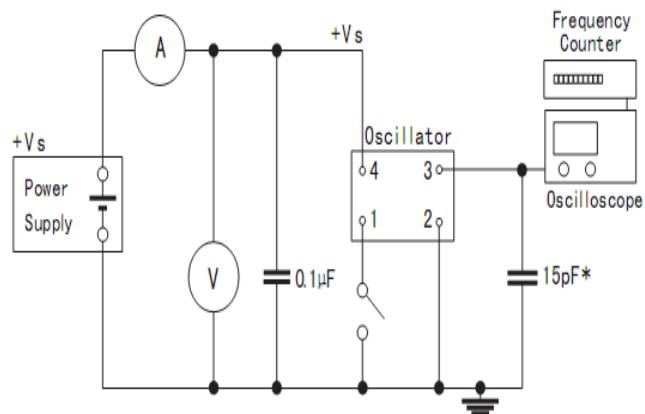 Frequency
Counter
+Vs
A
Oscillator
+Vs
4 3
Power
Supply
1 2
Oscilloscope
V
0.1μF
15pF*